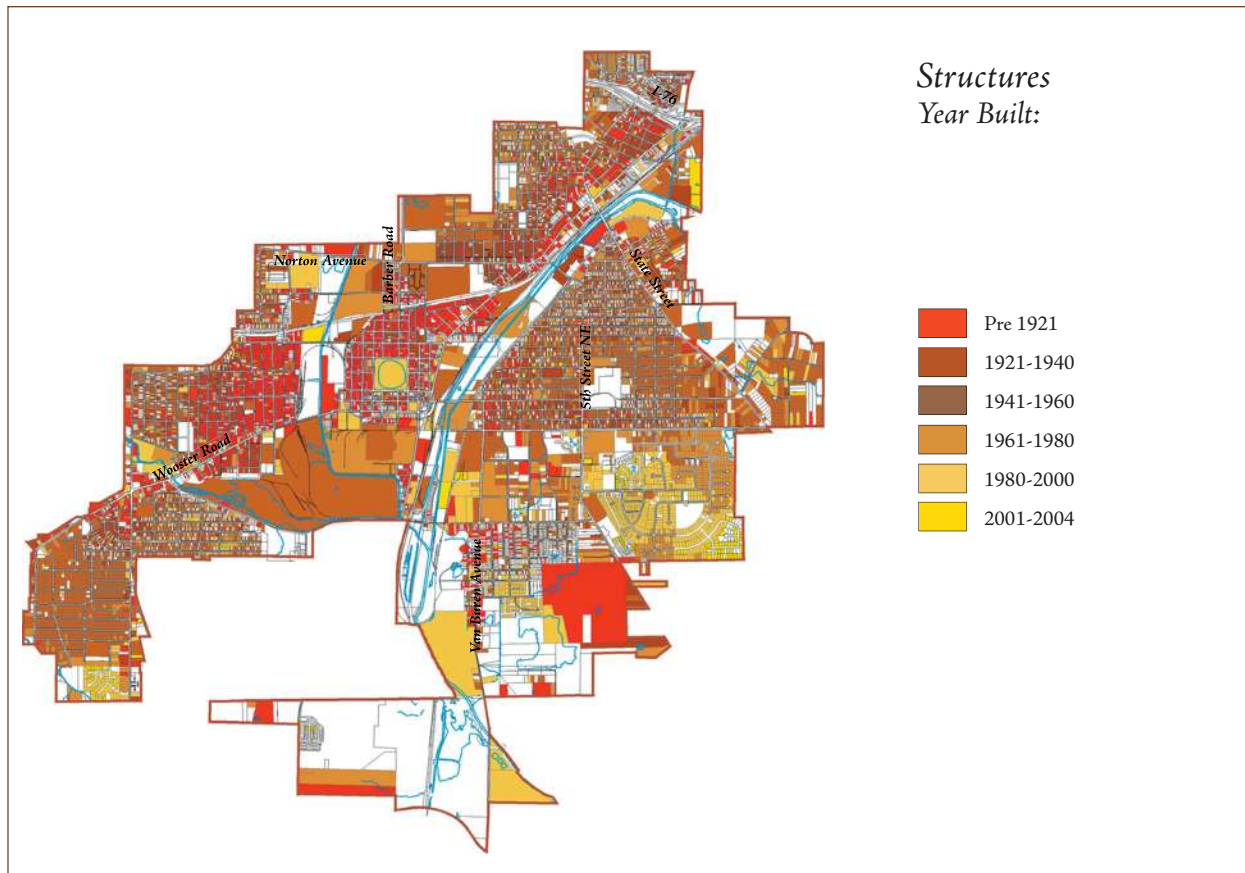 Structures
Year Built:
I-76
Norton Avenue
Barber Road
State Street
5th Street NE
Wooster Road
Van Buren Avenue
Pre 1921
1921-1940
1941-1960
1961-1980
1980-2000
2001-2004